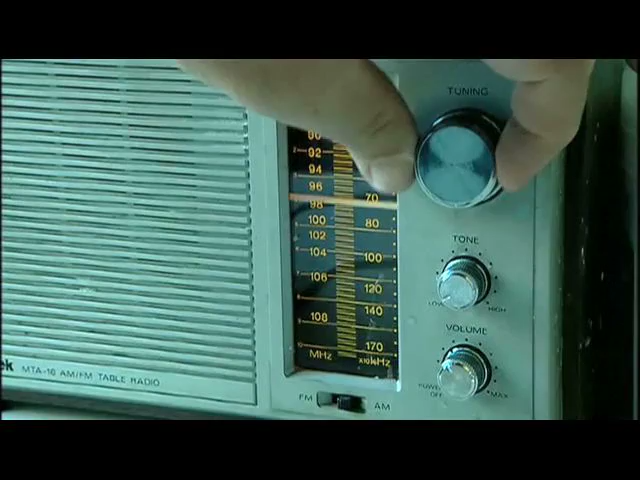 TUNING
90
92
94
96
98
100
102
104
106
108
MHz
70
80
100
120
140
170
x10kHz
TONE
LOW HIGH
VOLUME
POWER OFF MAX
MTA-16 AM/FM TABLE RADIO
FM AM